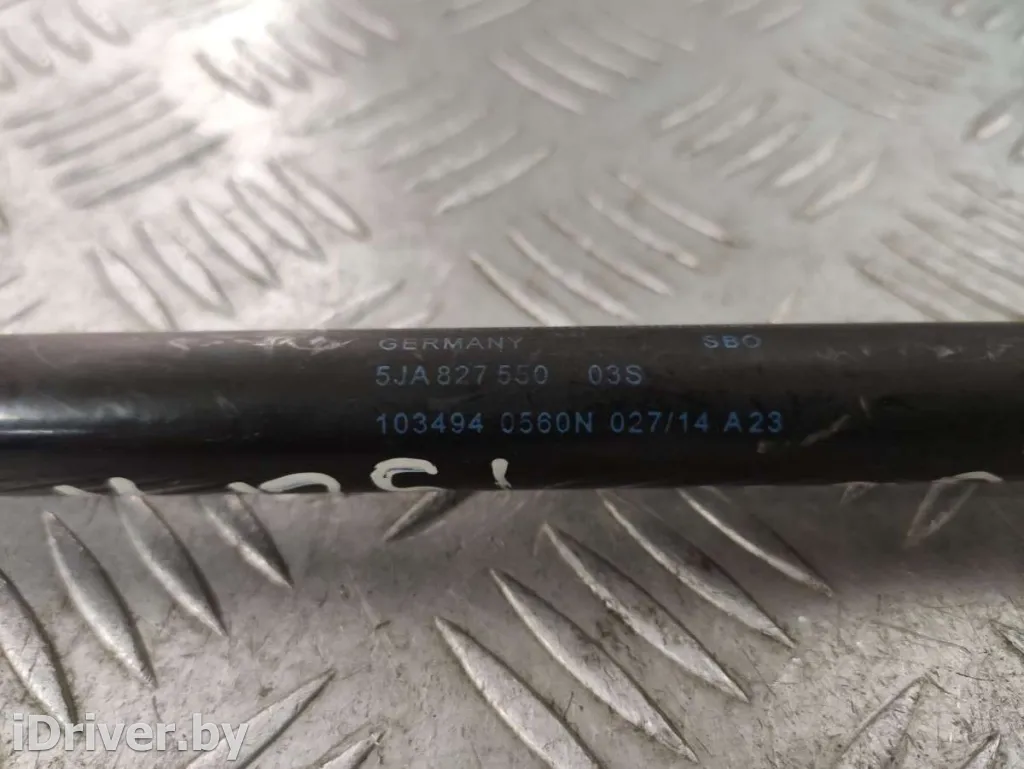 GERMANY SBO
5JA 827 550 03S
103494 0560N 027/14 A23
iDriver.by